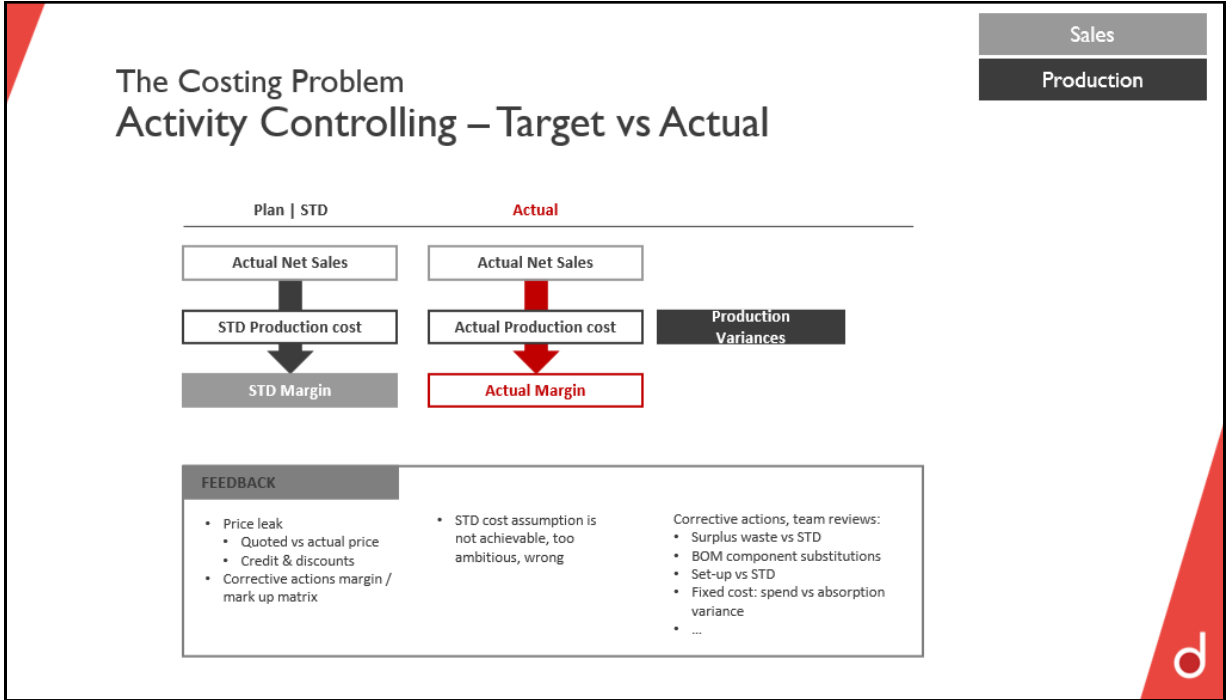 Sales
Production
The Costing Problem
Activity Controlling – Target vs Actual
Plan | STD
Actual
Actual Net Sales
Actual Net Sales
STD Production cost
Actual Production cost
Production
Variances
STD Margin
Actual Margin
FEEDBACK
• Price leak
• Quoted vs actual price
• Credit & discounts
• Corrective actions margin /
mark up matrix
• STD cost assumption is
not achievable, too
ambitious, wrong
Corrective actions, team reviews:
• Surplus waste vs STD
• BOM component substitutions
• Set-up vs STD
• Fixed cost: spend vs absorption
variance
• ...
d